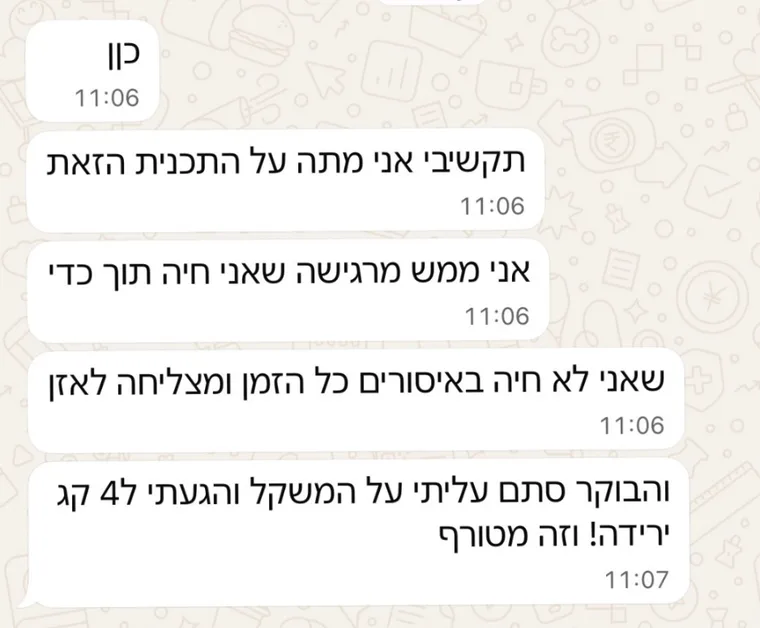 כןן
11:06
תקשיבי אני מתה על התכנית הזאת
11:06
אני ממש מרגישה שאני חיה תוך כדי
11:06
שאני לא חיה באיסורים כל הזמן ומצליחה לאזן
11:06
והבוקר סתם עליתי על המשקל והגעתי ל4 קג
ירידה! וזה מטורף
11:07